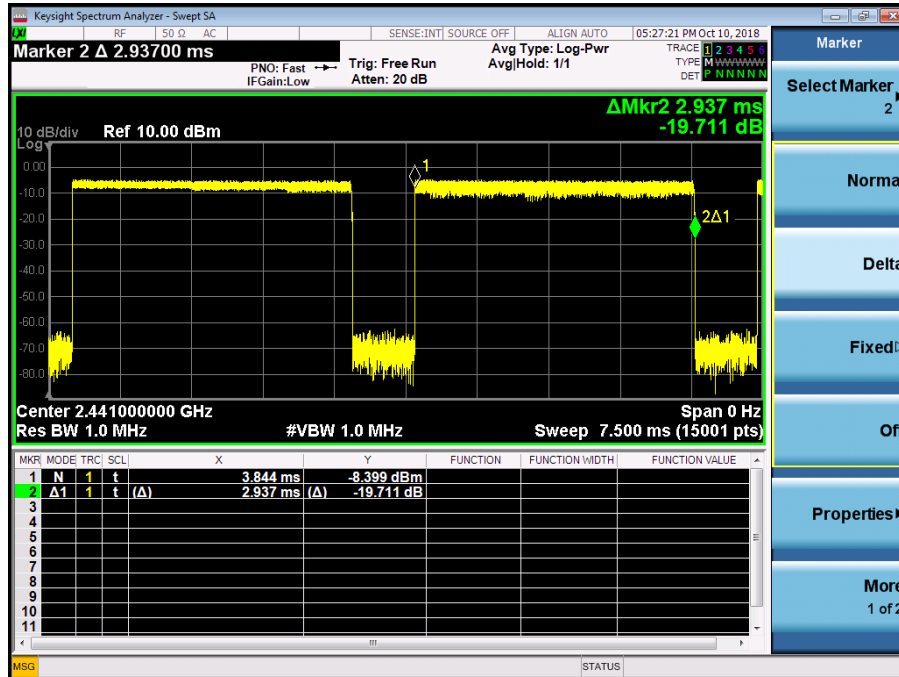 Keysight Spectrum Analyzer - Swept SA
LXI RF 50 Ω AC SENSE:INT SOURCE OFF ALIGN AUTO 05:27:21 PM Oct 10, 2018
Marker 2 Δ 2.93700 ms
PNO: Fast
IFGain:Low
Trig: Free Run
Atten: 20 dB
Avg Type: Log-Pwr
Avg|Hold: 1/1
TRACE 1 2 3 4 5 6
TYPE M WWWWW
DET P N N N N N
ΔMkr2 2.937 ms
-19.711 dB
10 dB/div Ref 10.00 dBm
Log
0.00
-10.0
-20.0
-30.0
-40.0
-50.0
-60.0
-70.0
-80.0
1
2Δ1
Center 2.441000000 GHz Span 0 Hz
Res BW 1.0 MHz #VBW 1.0 MHz Sweep 7.500 ms (15001 pts)
MKR MODE TRC SCL X Y FUNCTION FUNCTION WIDTH FUNCTION VALUE
1 N 1 t 3.844 ms -8.399 dBm
2 Δ1 1 t (Δ) 2.937 ms (Δ) -19.711 dB
3
4
5
6
7
8
9
10
11
MSG STATUS
Marker
Select Marker
2
Norma
Delta
Fixed
Of
Properties
More
1 of 2